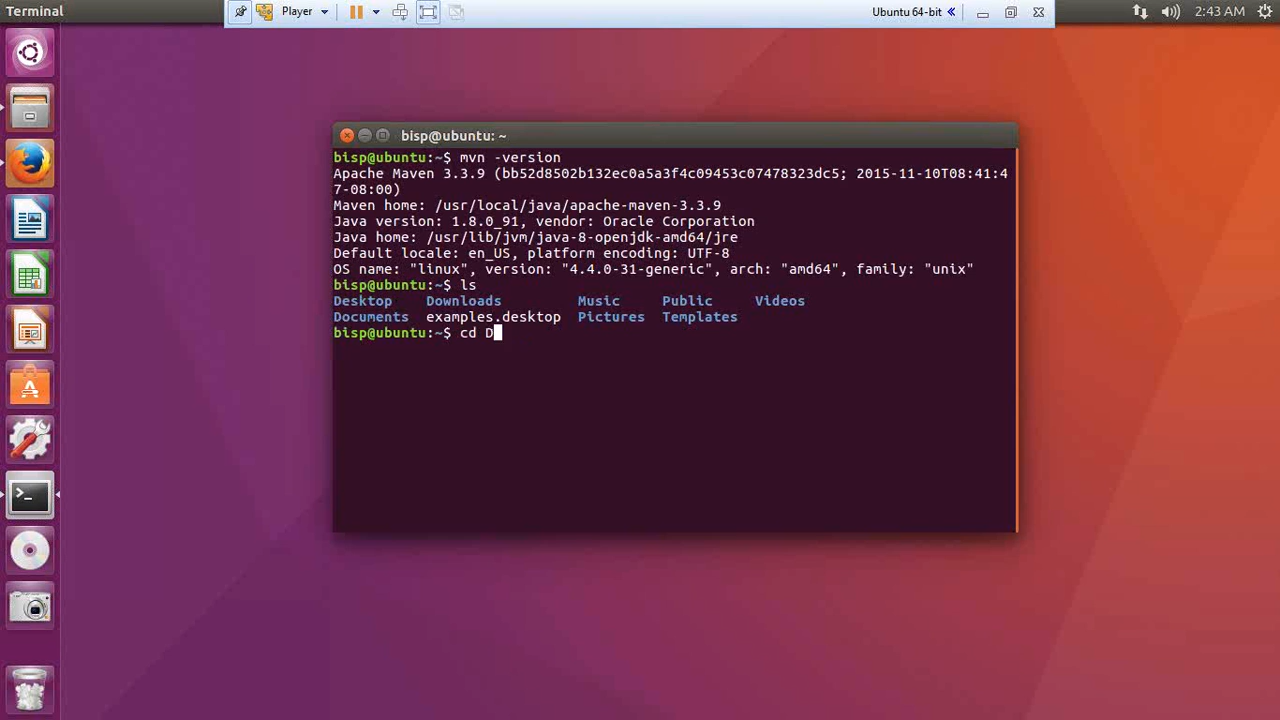 Terminal
Player
Ubuntu 64-bit
2:43 AM
bisp@ubuntu: ~
bisp@ubuntu:~$ mvn -version
Apache Maven 3.3.9 (bb52d8502b132ec0a5a3f4c09453c07478323dc5; 2015-11-10T08:41:4
7-08:00)
Maven home: /usr/local/java/apache-maven-3.3.9
Java version: 1.8.0_91, vendor: Oracle Corporation
Java home: /usr/lib/jvm/java-8-openjdk-amd64/jre
Default locale: en_US, platform encoding: UTF-8
OS name: "linux", version: "4.4.0-31-generic", arch: "amd64", family: "unix"
bisp@ubuntu:~$ ls
Desktop Downloads Music Public Videos
Documents examples.desktop Pictures Templates
bisp@ubuntu:~$ cd D